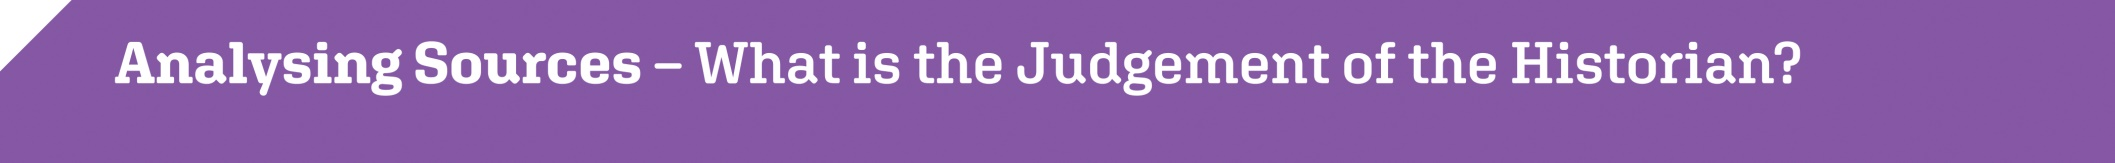 Analysing Sources – What is the Judgement of the Historian?